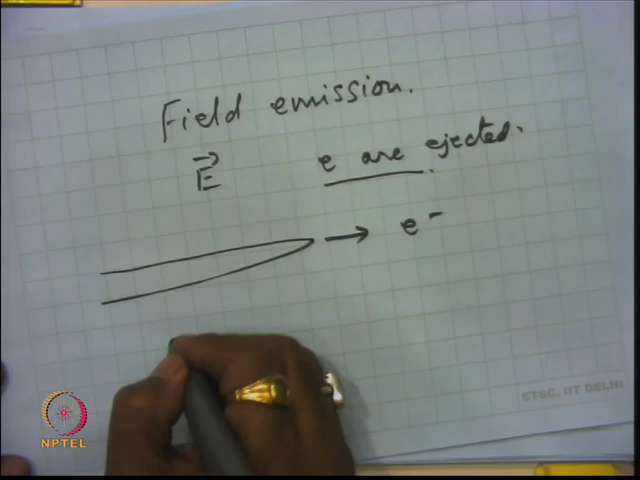 Field emission.
E e are ejected.
e -
ETSC, IIT DELHI
NPTEL